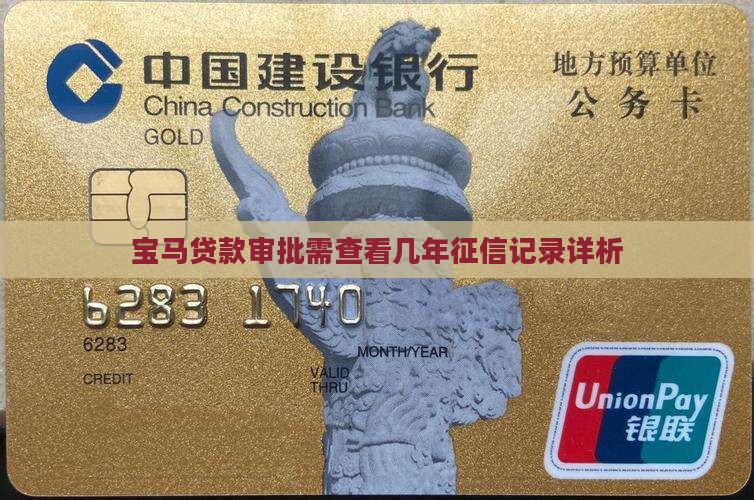 中国建设银行
China Construction Bank
GOLD
地方预算单位
公务卡
宝马贷款审批需查看几年征信记录详析
6283 1740
6283
MONTH/YEAR
CREDIT
VALID
THRU
UnionPay
银联